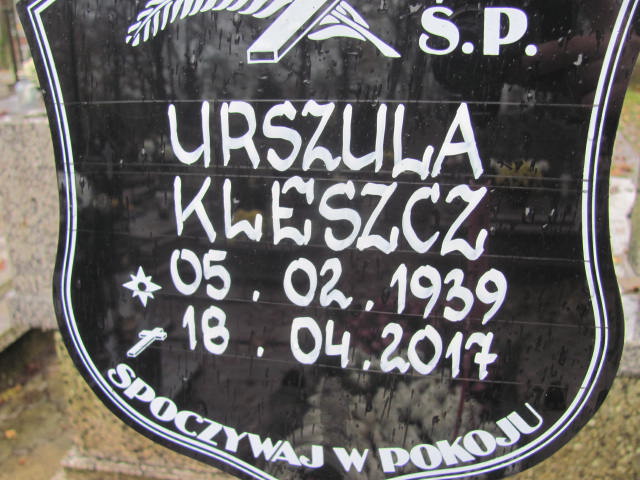 Ś.P.
URSZULA
KLESZCZ
05.02.1939
18.04.2017
SPOCZYWAJ W POKOJU